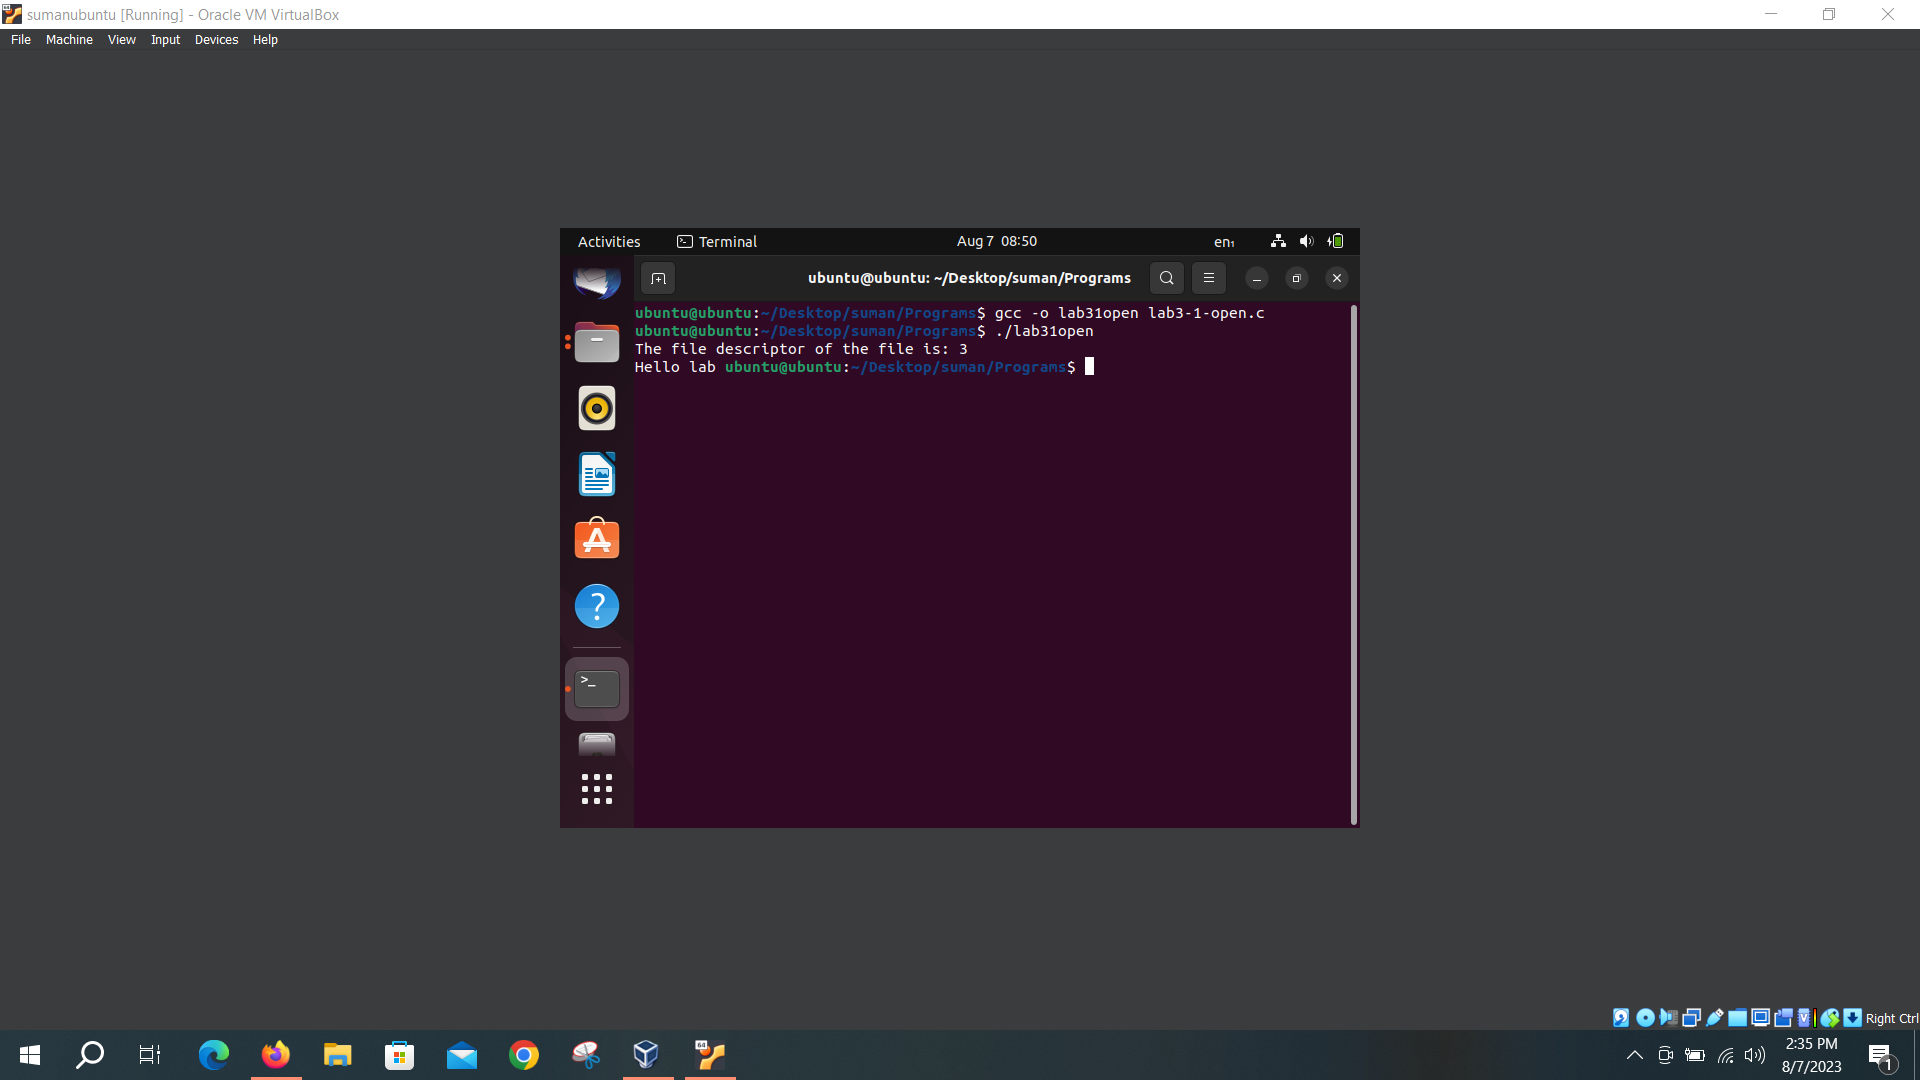 sumanubuntu [Running] - Oracle VM VirtualBox
File Machine View Input Devices Help
Activities Terminal Aug 7 08:50 en₁
ubuntu@ubuntu: ~/Desktop/suman/Programs
ubuntu@ubuntu:~/Desktop/suman/Programs$ gcc -o lab31open lab3-1-open.c
ubuntu@ubuntu:~/Desktop/suman/Programs$ ./lab31open
The file descriptor of the file is: 3
Hello lab ubuntu@ubuntu:~/Desktop/suman/Programs$
Right Ctrl
2:35 PM
8/7/2023
1